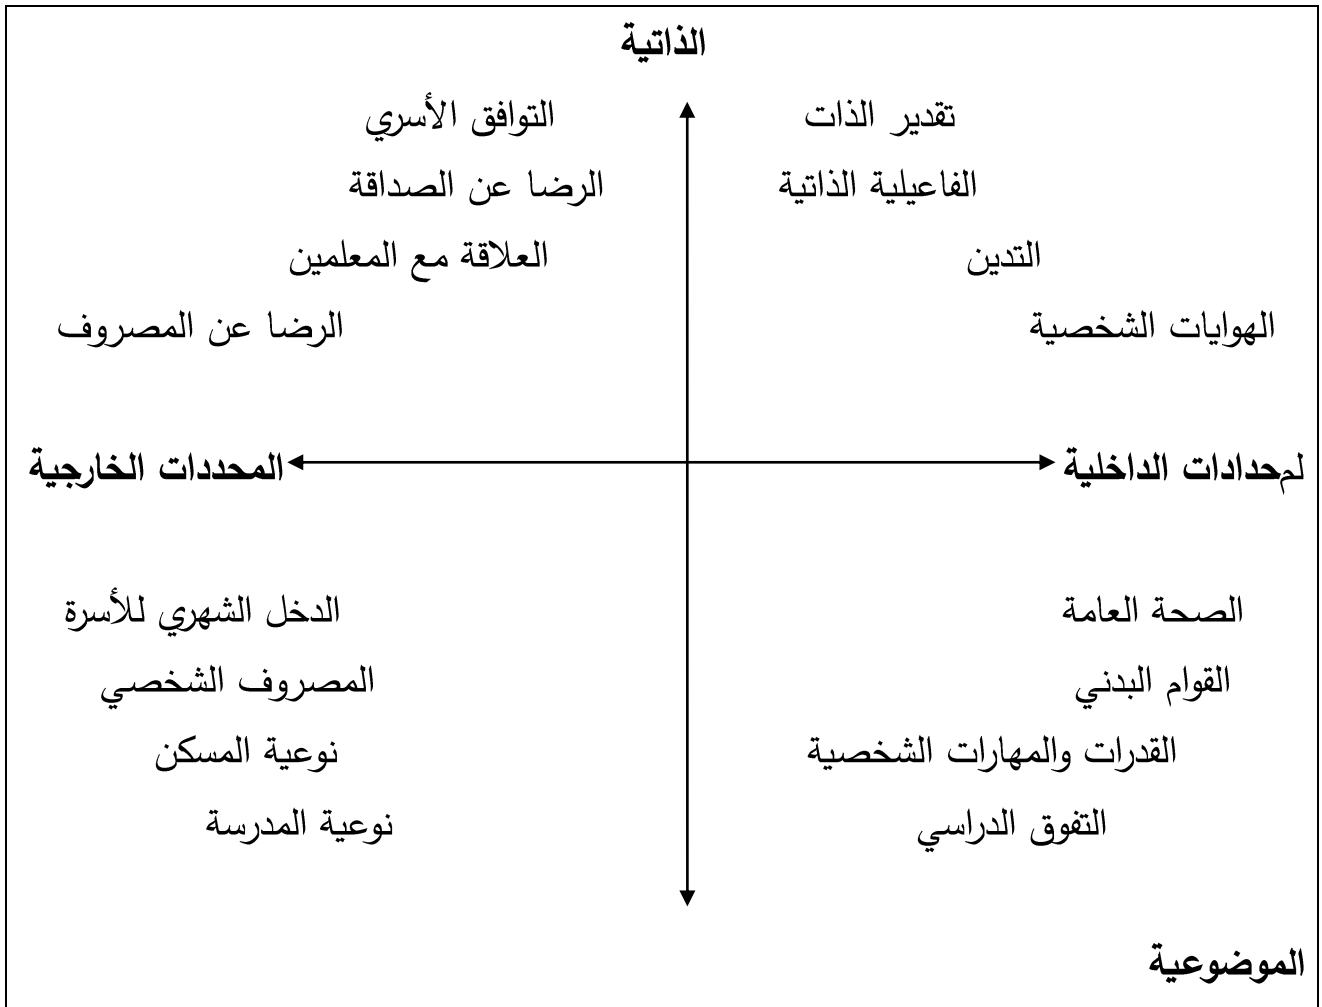 الذاتية
تقدير الذات
التوافق الأسري
الفاعيلية الذاتية
الرضا عن الصداقة
التدين
العلاقة مع المعلمين
الهوايات الشخصية
الرضا عن المصروف
لمحدادات الداخلية
المحددات الخارجية
الصحة العامة
الدخل الشهري للأسرة
القوام البدني
المصروف الشخصي
القدرات والمهارات الشخصية
نوعية المسكن
التفوق الدراسي
نوعية المدرسة
الموضوعية